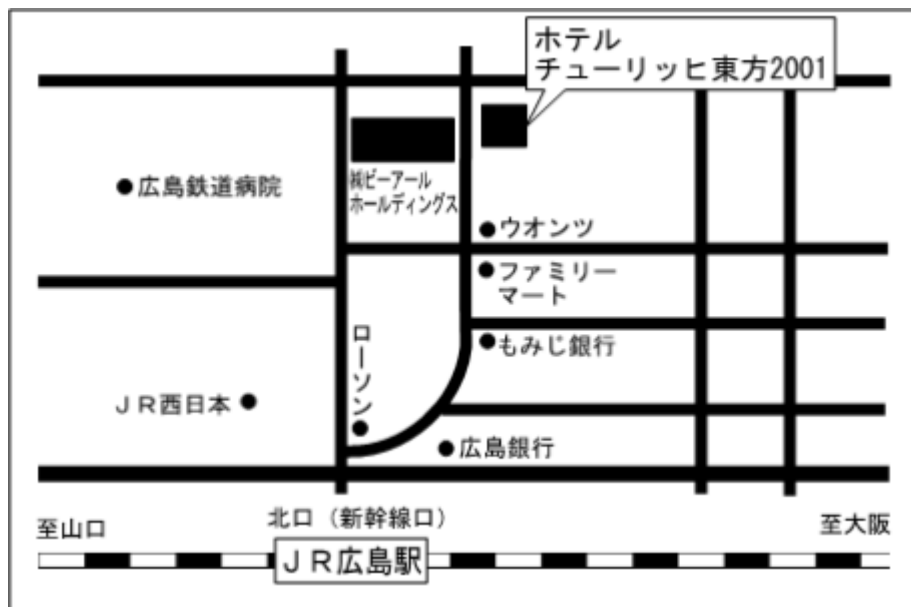 ホテル
チューリッヒ東方2001
広島鉄道病院
㈱ビーアール
ホールディングス
ウオンツ
ファミリー
マート
ローソン
もみじ銀行
ＪＲ西日本
広島銀行
至山口
北口（新幹線口）
至大阪
ＪＲ広島駅